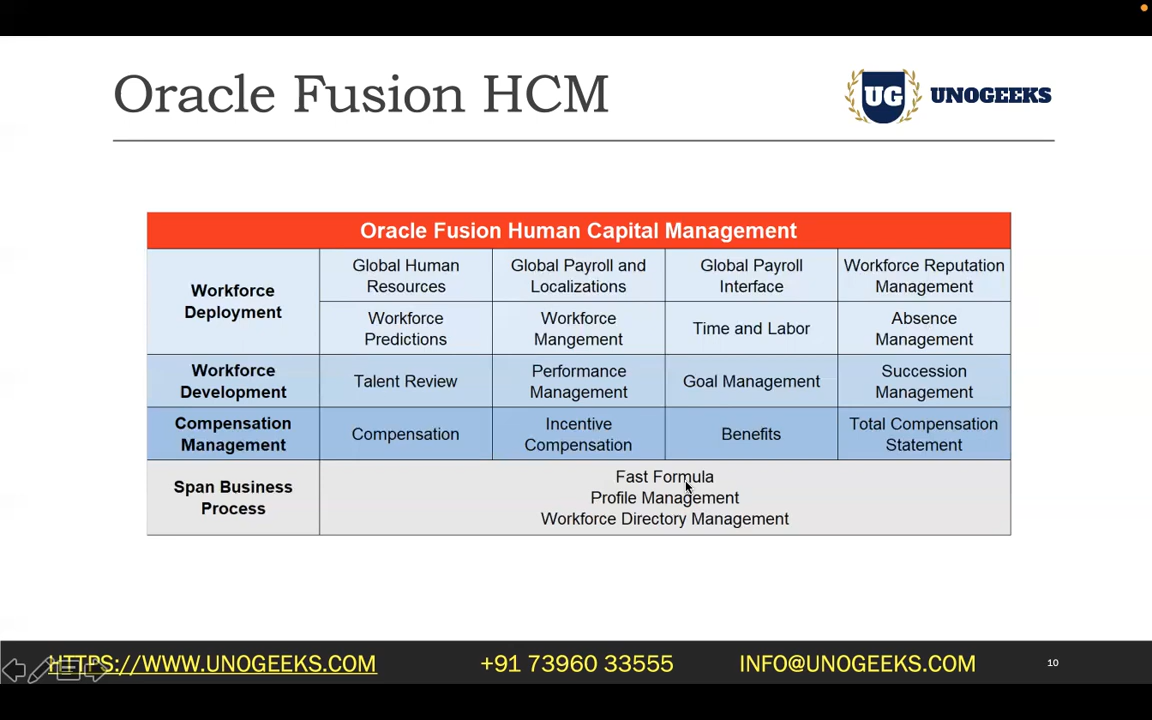 Oracle Fusion HCM
UG UNOGEEKS
Oracle Fusion Human Capital Management
Workforce
Deployment
Global Human
Resources
Global Payroll and
Localizations
Global Payroll
Interface
Workforce Reputation
Management
Workforce
Predictions
Workforce
Mangement
Time and Labor
Absence
Management
Workforce
Development
Talent Review
Performance
Management
Goal Management
Succession
Management
Compensation
Management
Compensation
Incentive
Compensation
Benefits
Total Compensation
Statement
Span Business
Process
Fast Formula
Profile Management
Workforce Directory Management
HTTPS://WWW.UNOGEEKS.COM
+91 73960 33555
INFO@UNOGEEKS.COM
10